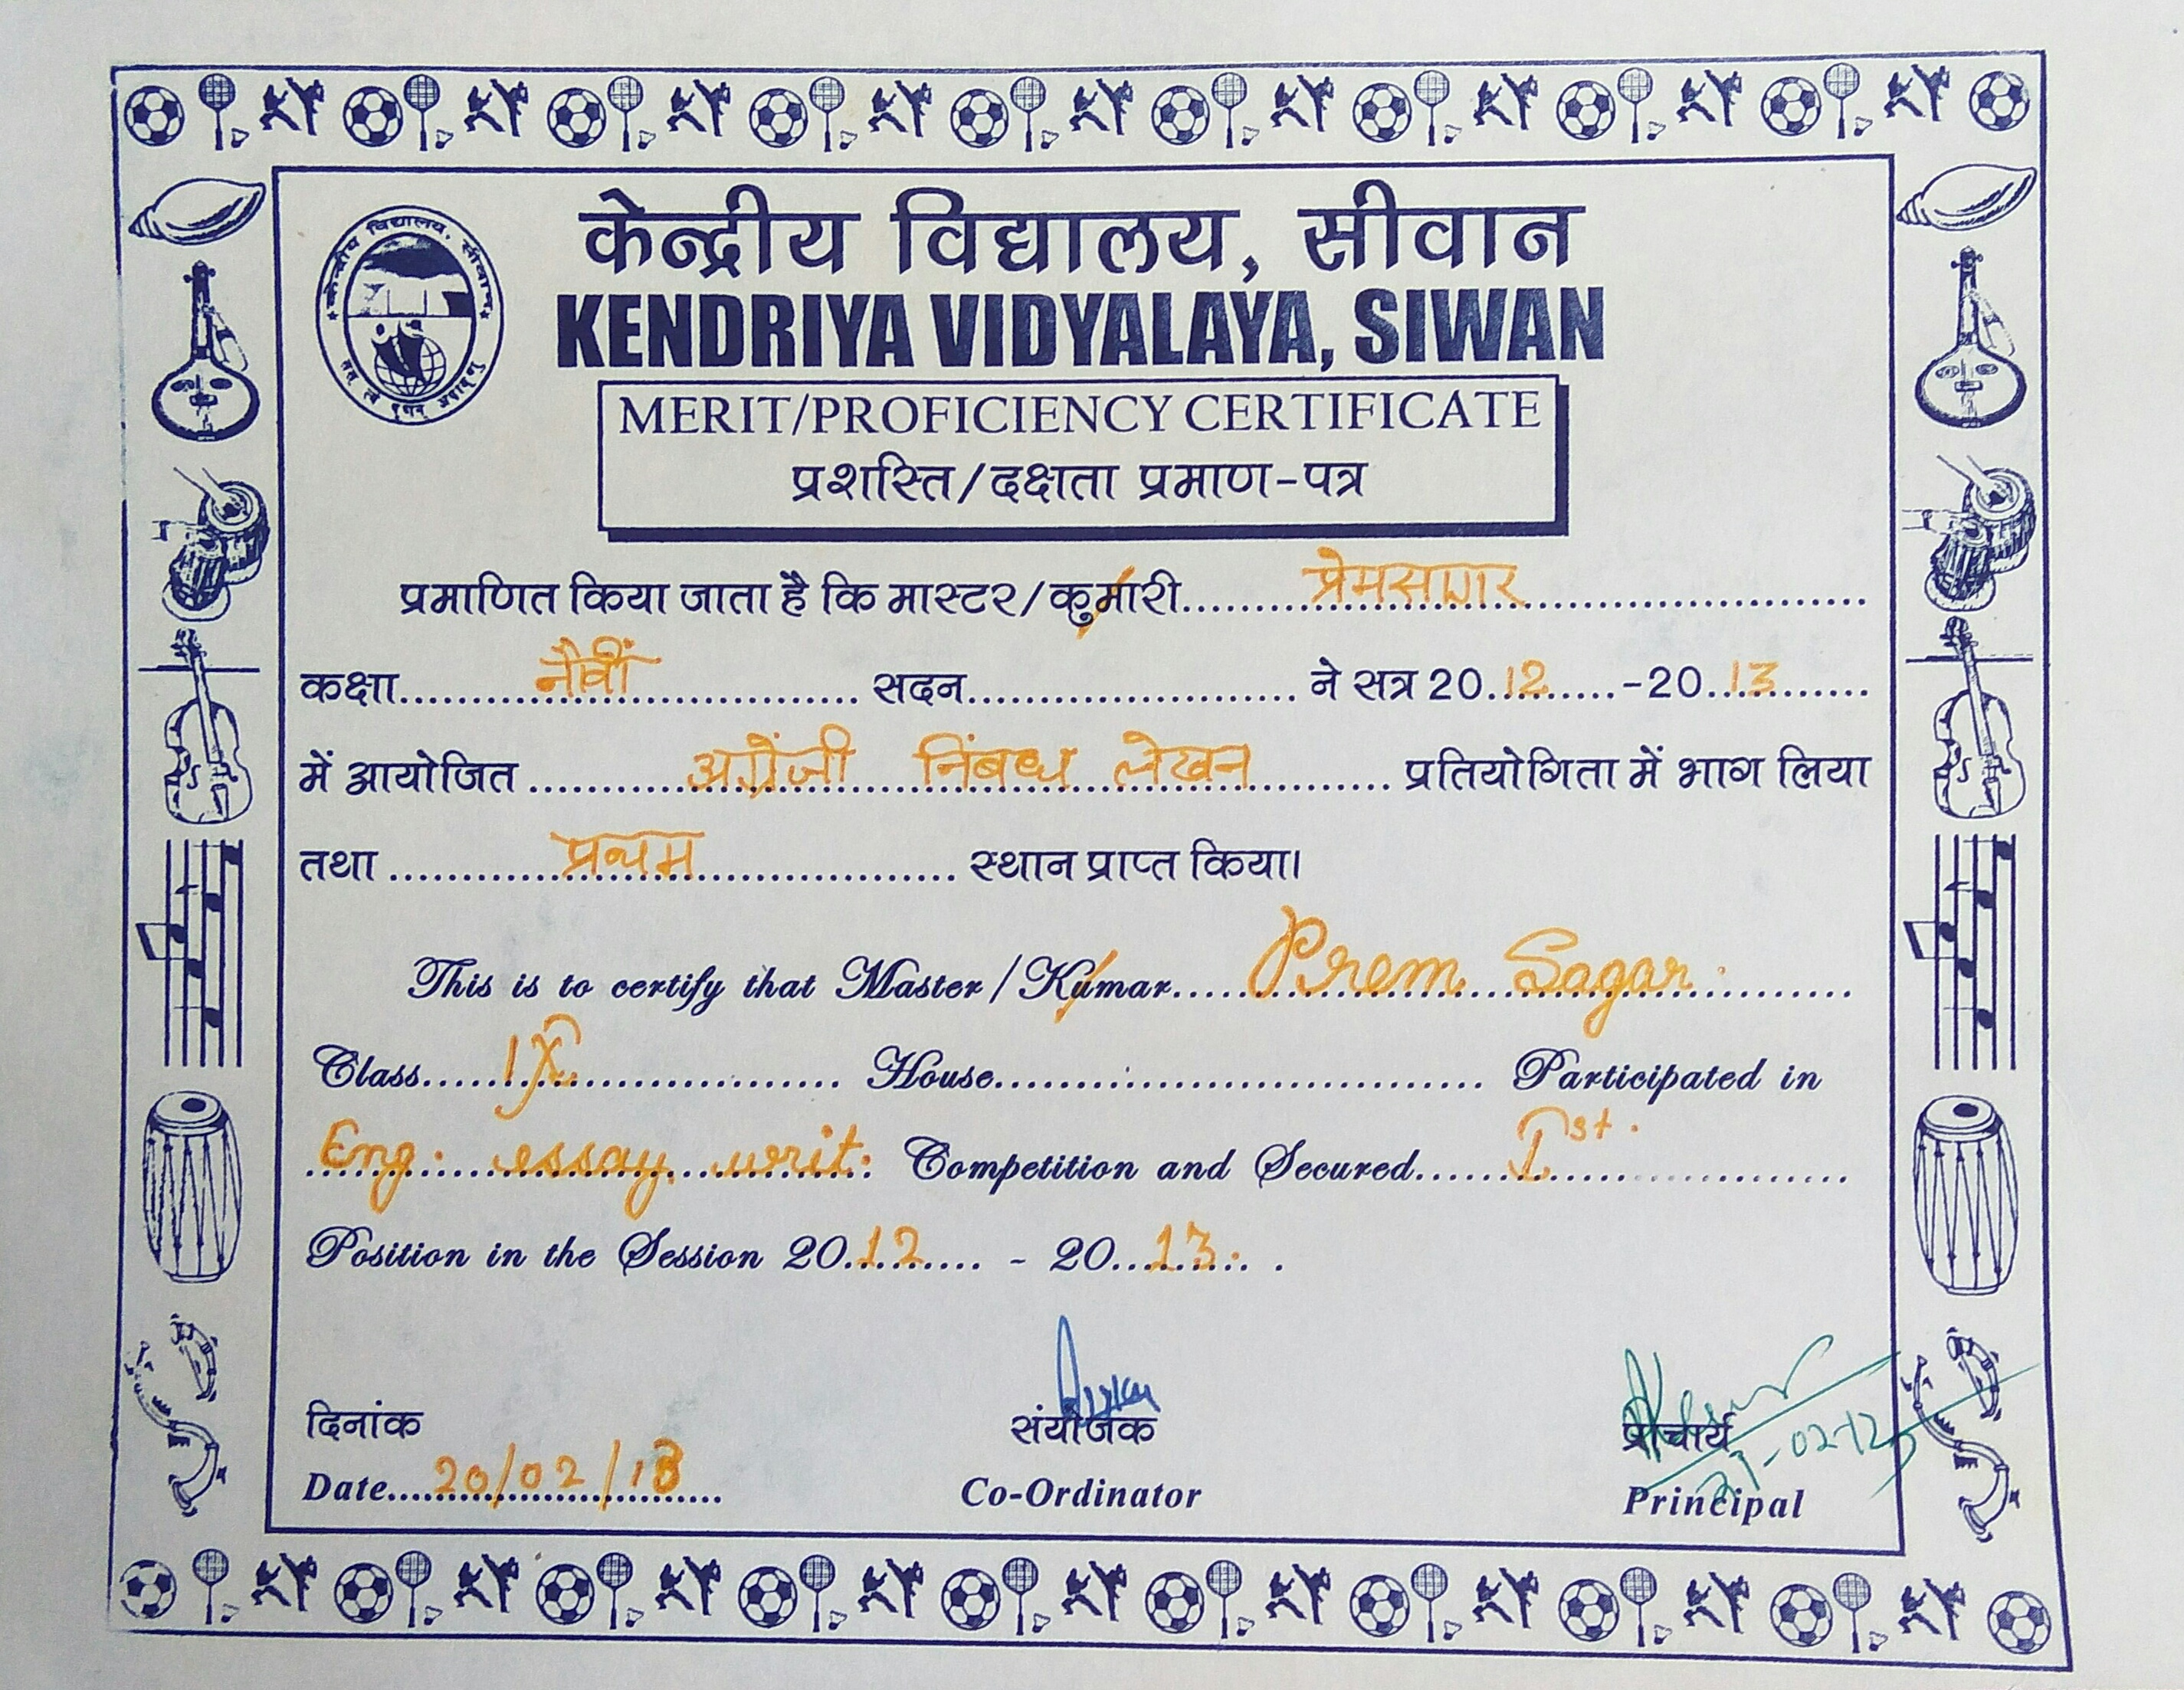 केन्द्रीय विद्यालय, सीवान
केन्द्रीय विद्यालय, सीवान
KENDRIYA VIDYALAYA, SIWAN
MERIT/PROFICIENCY CERTIFICATE
प्रशस्ति/दक्षता प्रमाण-पत्र
प्रमाणित किया जाता है कि मास्टर/कुमारी..........प्रेमसागर..........
कक्षा..........नौवीं.......... सदन.......... ने सत्र 20..12.....-20..13.....
में आयोजित ..........अग्रेंजी निंबध लेखन.......... प्रतियोगिता में भाग लिया
तथा ..........प्रथम.......... स्थान प्राप्त किया।
This is to certify that Master/Kumar.....Prem Sagar..........
Class.....IX.......... House.......... Participated in
Eng. essay writ. Competition and Secured.....Ist...........
Position in the Session 20..12..... - 20...13.... .
दिनांक
संयोजक
प्राचार्य
Date...20/02/13......
Co-Ordinator
Principal